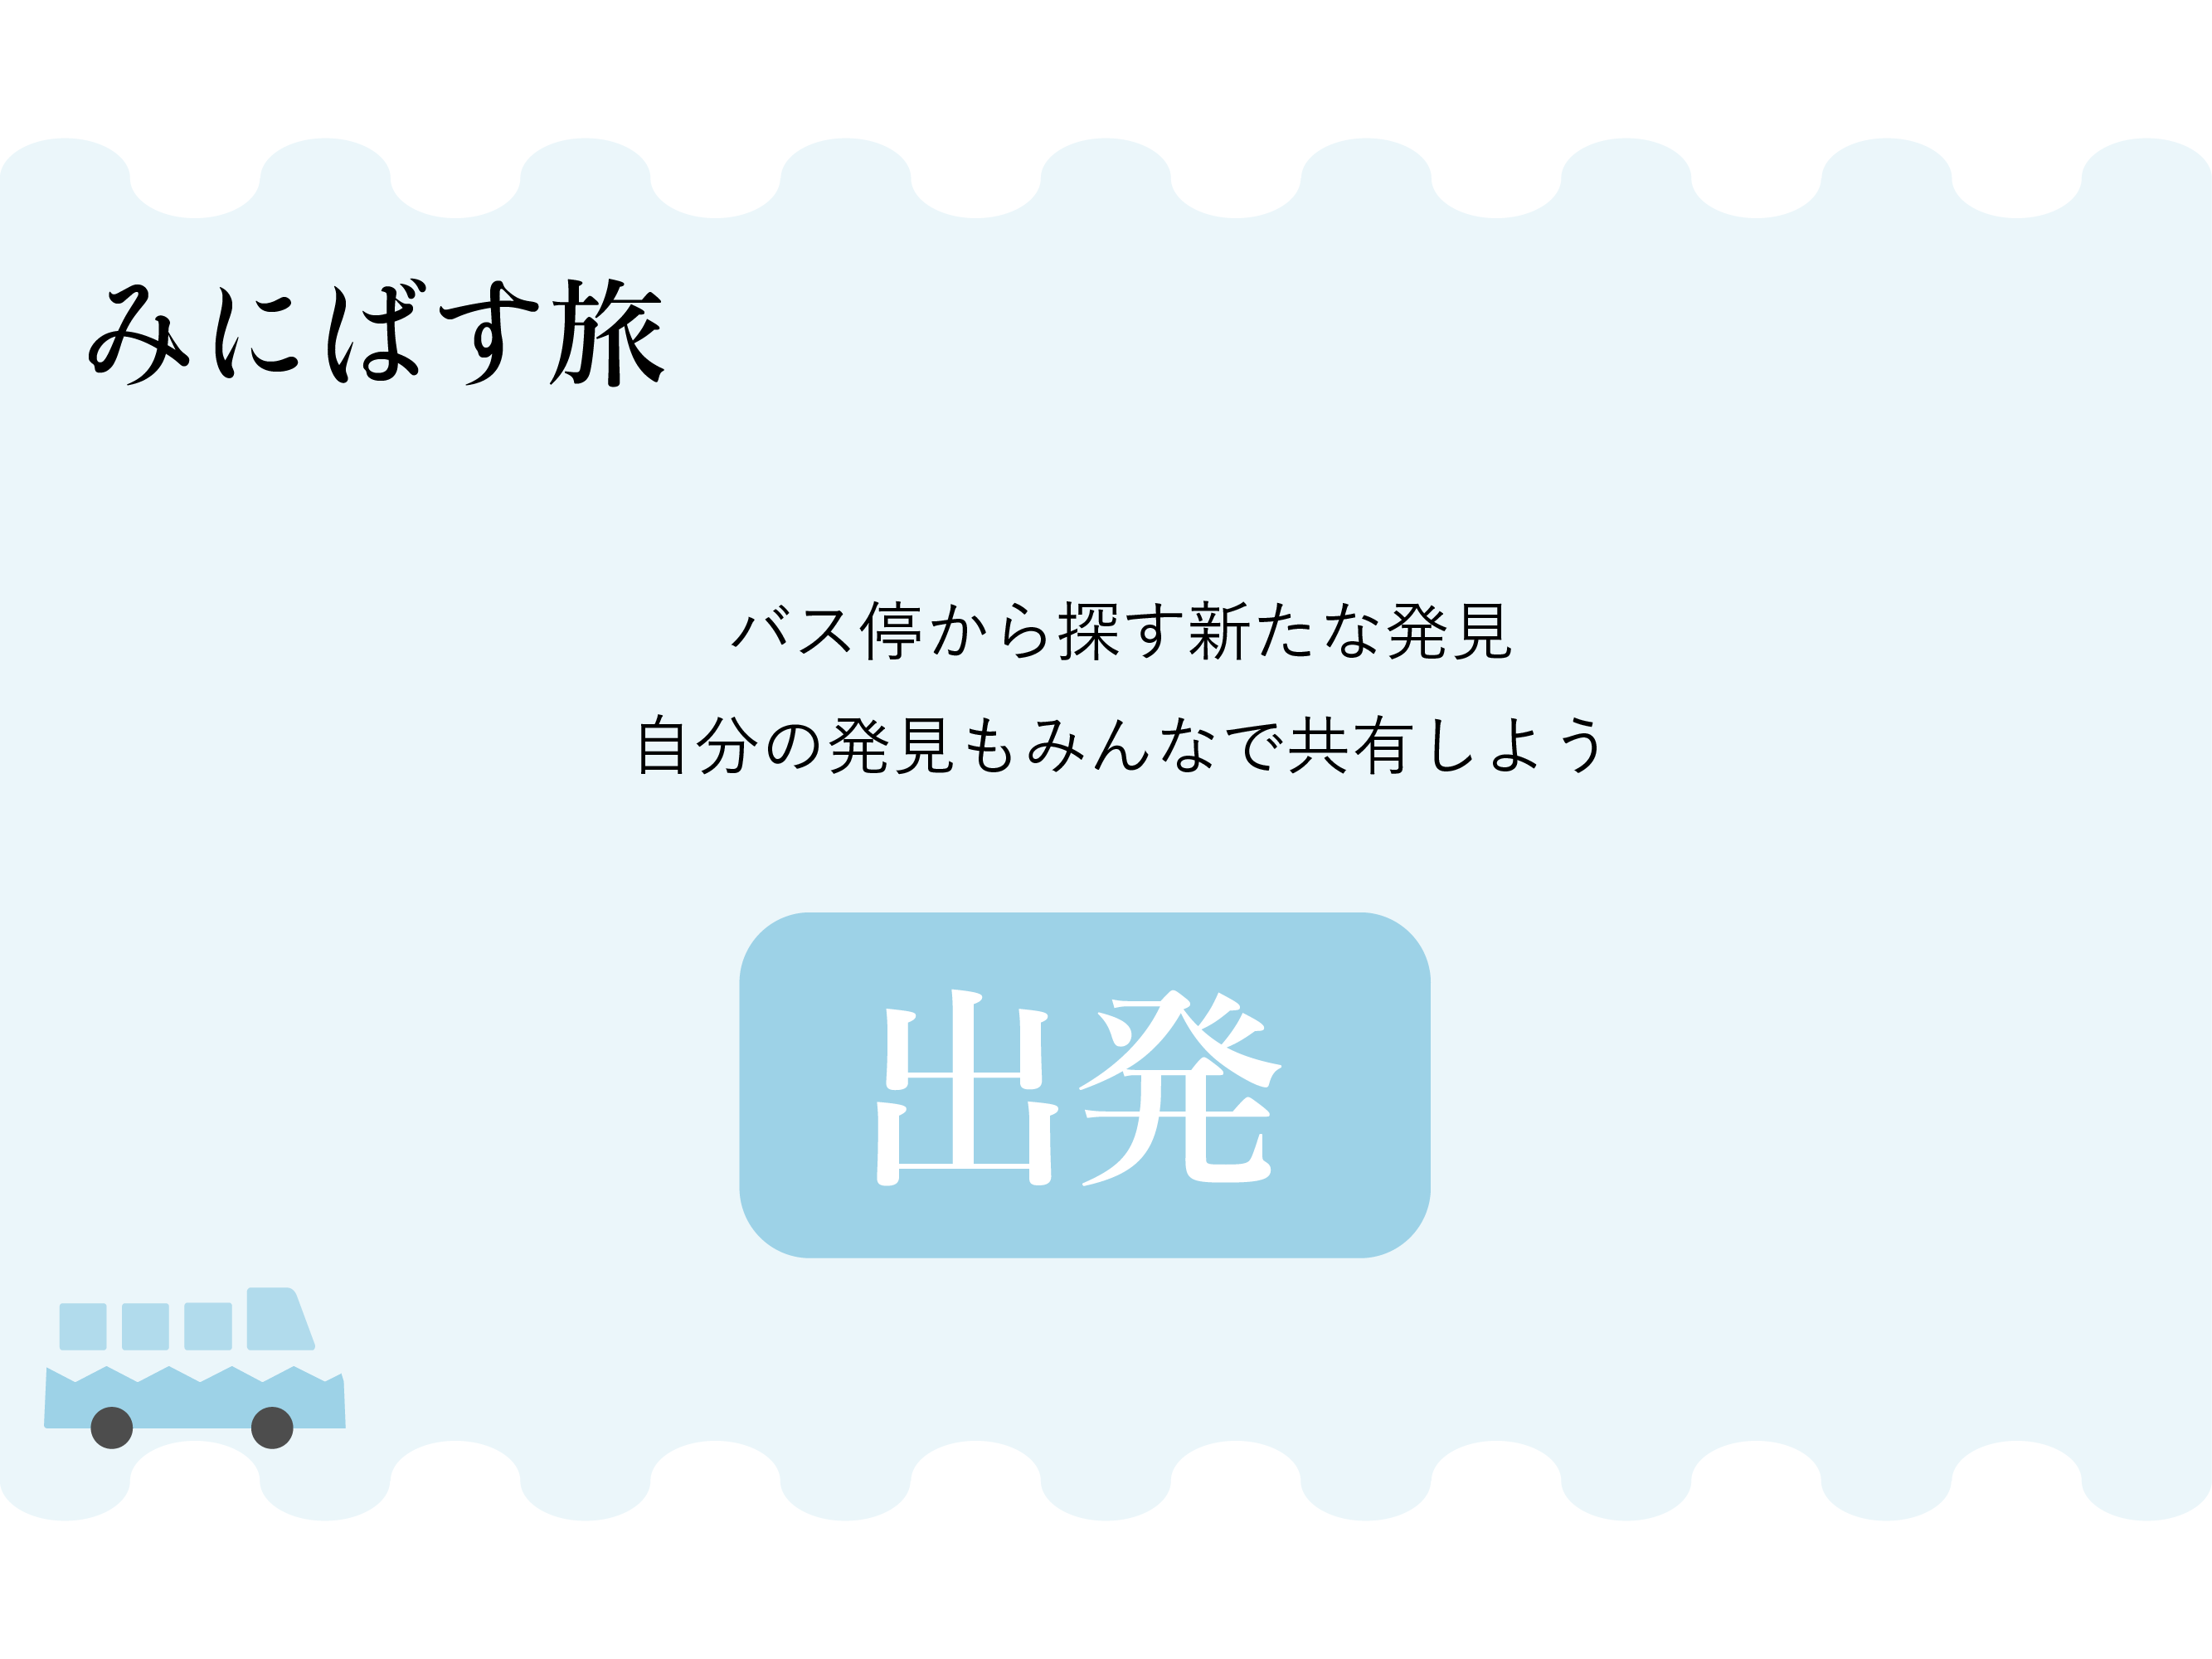 みにばす旅
バス停から探す新たな発見
自分の発見もみんなで共有しよう
出発